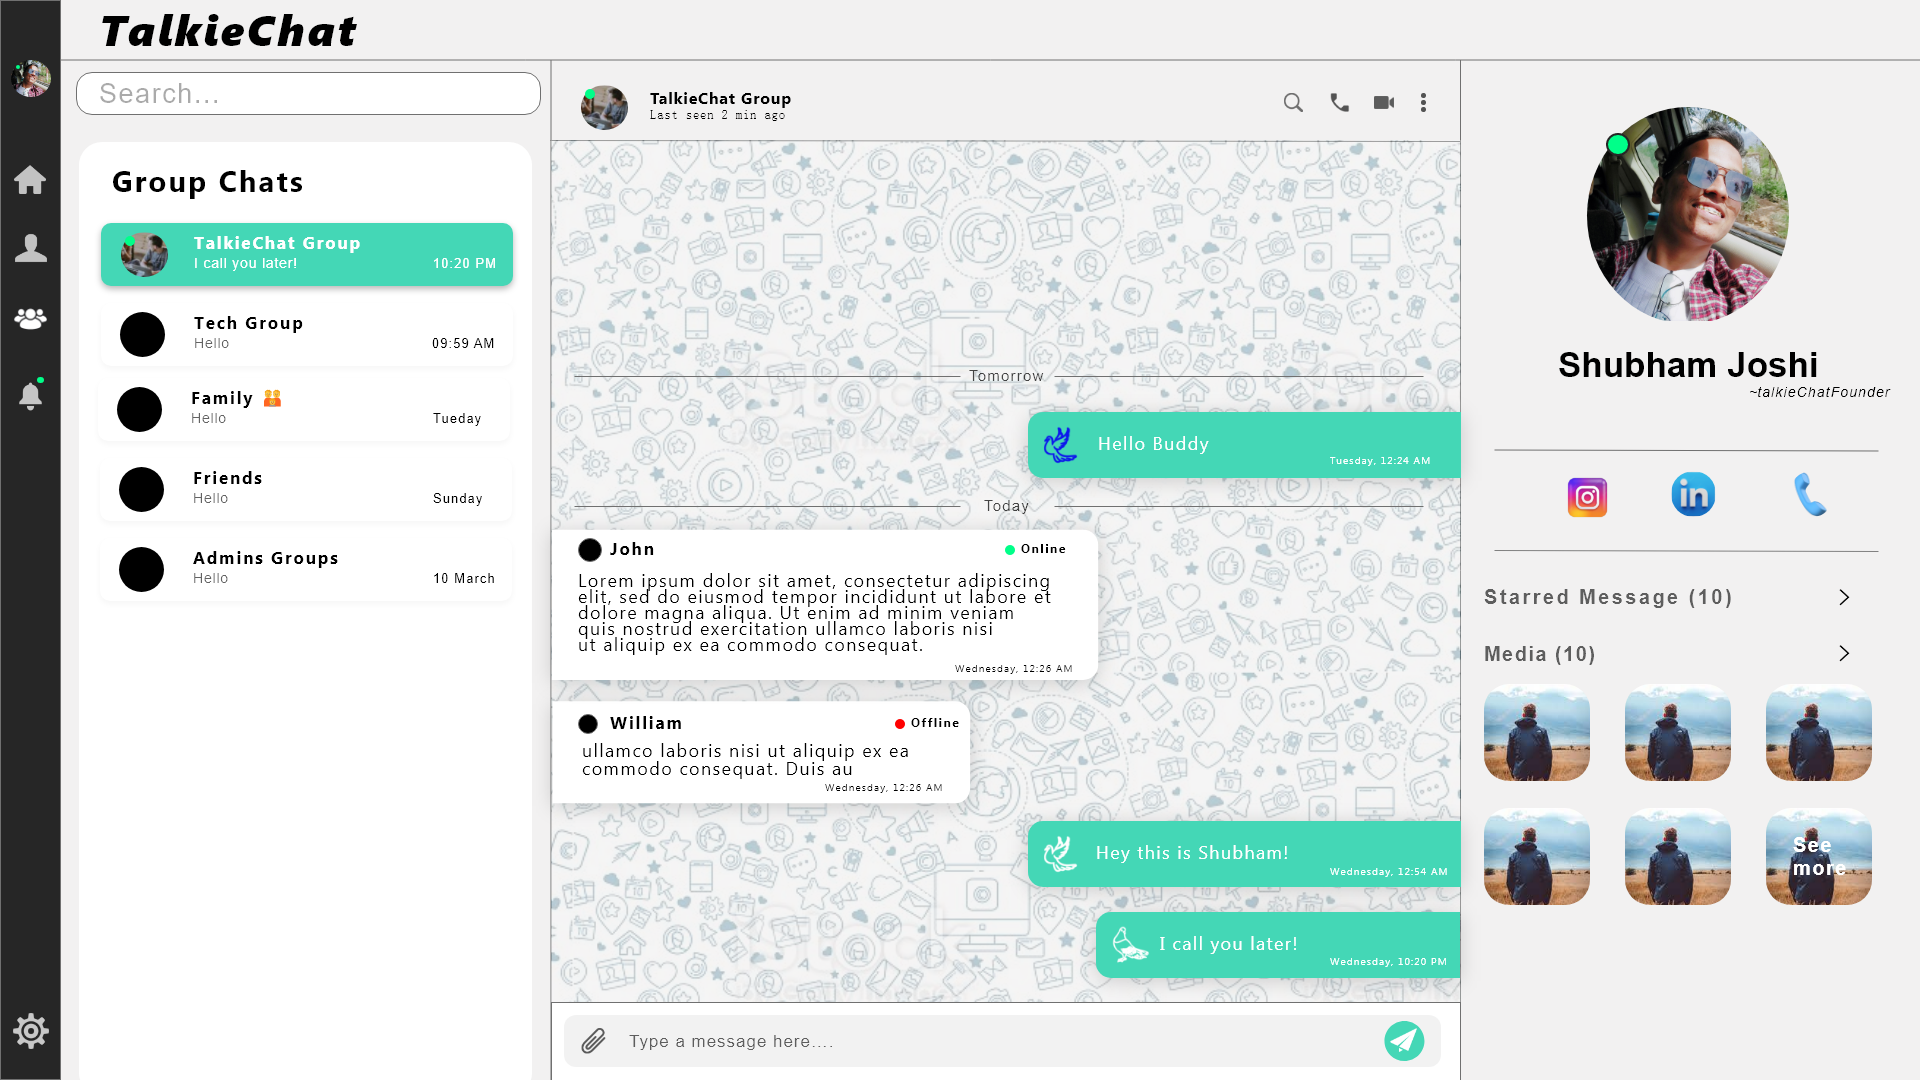 TalkieChat
Search...
Group Chats
TalkieChat Group
I call you later!
10:20 PM
Tech Group
Hello
09:59 AM
Family
Hello
Tueday
Friends
Hello
Sunday
Admins Groups
Hello
10 March
TalkieChat Group
Last seen 2 min ago
Tomorrow
Hello Buddy
Tuesday, 12:24 AM
Today
John
Online
Lorem ipsum dolor sit amet, consectetur adipiscing
elit, sed do eiusmod tempor incididunt ut labore et
dolore magna aliqua. Ut enim ad minim veniam
quis nostrud exercitation ullamco laboris nisi
ut aliquip ex ea commodo consequat.
Wednesday, 12:26 AM
William
Offline
ullamco laboris nisi ut aliquip ex ea
commodo consequat. Duis au
Wednesday, 12:26 AM
Hey this is Shubham!
Wednesday, 12:54 AM
I call you later!
Wednesday, 10:20 PM
Type a message here....
Shubham Joshi
~talkieChatFounder
in
Starred Message (10)
Media (10)
See
more